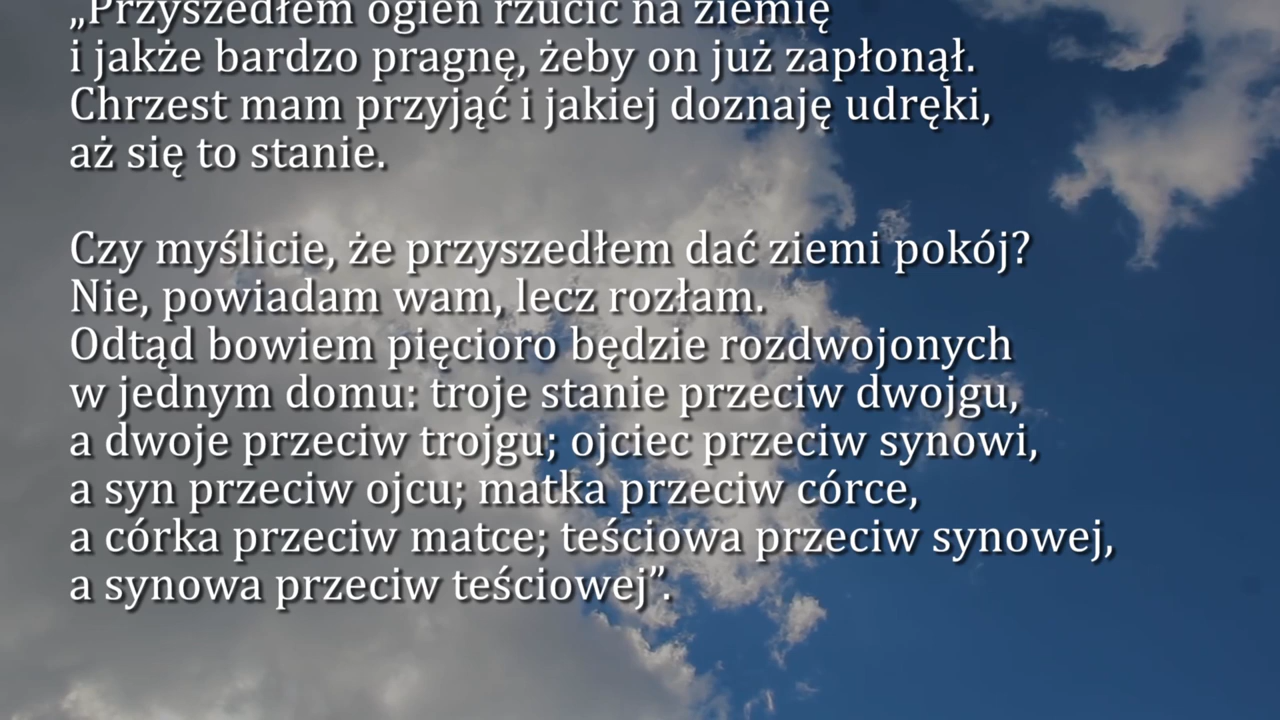 „Przyszedłem ogień rzucić na ziemię
i jakże bardzo pragnę, żeby on już zapłonął.
Chrzest mam przyjąć i jakiej doznaję udręki,
aż się to stanie.
Czy myślicie, że przyszedłem dać ziemi pokój?
Nie, powiadam wam, lecz rozłam.
Odtąd bowiem pięcioro będzie rozdwojonych
w jednym domu: troje stanie przeciw dwojgu,
a dwoje przeciw trojgu; ojciec przeciw synowi,
a syn przeciw ojcu; matka przeciw córce,
a córka przeciw matce; teściowa przeciw synowej,
a synowa przeciw teściowej”.